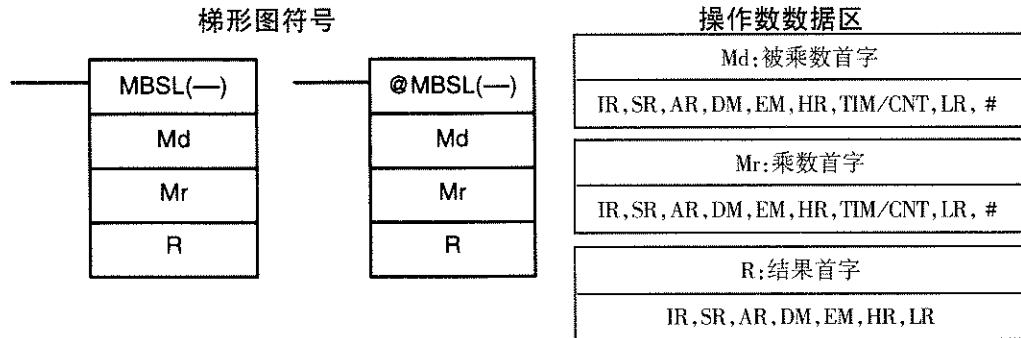 梯形图符号
MBSL(—)
Md
Mr
R
@MBSL(—)
Md
Mr
R
操作数数据区
Md:被乘数首字
IR,SR,AR,DM,EM,HR,TIM/CNT,LR,#
Mr:乘数首字
IR,SR,AR,DM,EM,HR,TIM/CNT,LR,#
R:结果首字
IR,SR,AR,DM,EM,HR,LR